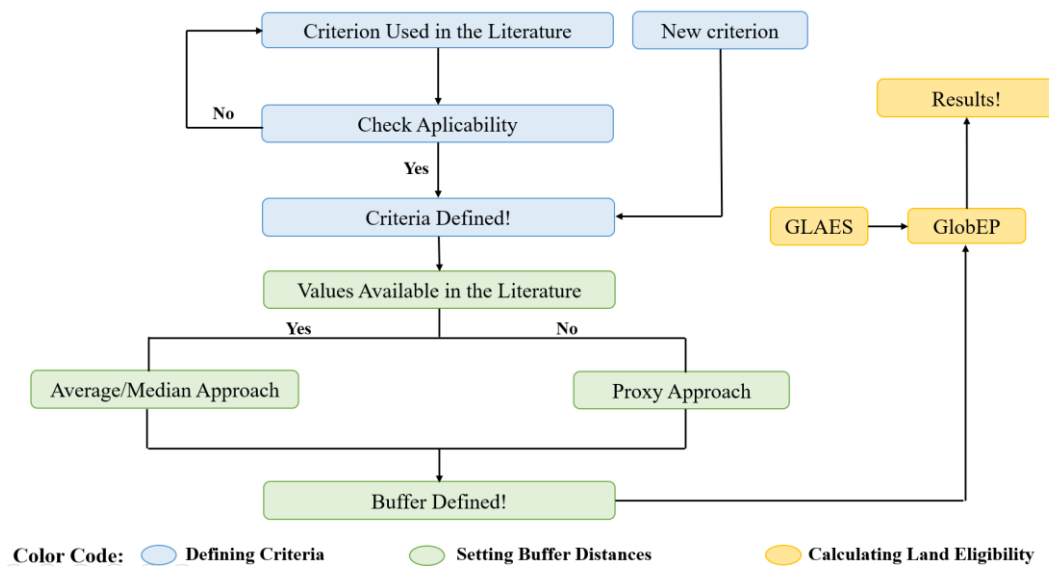 Criterion Used in the Literature
New criterion
Results!
No
Check Aplicability
Yes
Criteria Defined!
GLAES
GlobEP
Values Available in the Literature
Yes
No
Average/Median Approach
Proxy Approach
Buffer Defined!
Color Code:
Defining Criteria
Setting Buffer Distances
Calculating Land Eligibility